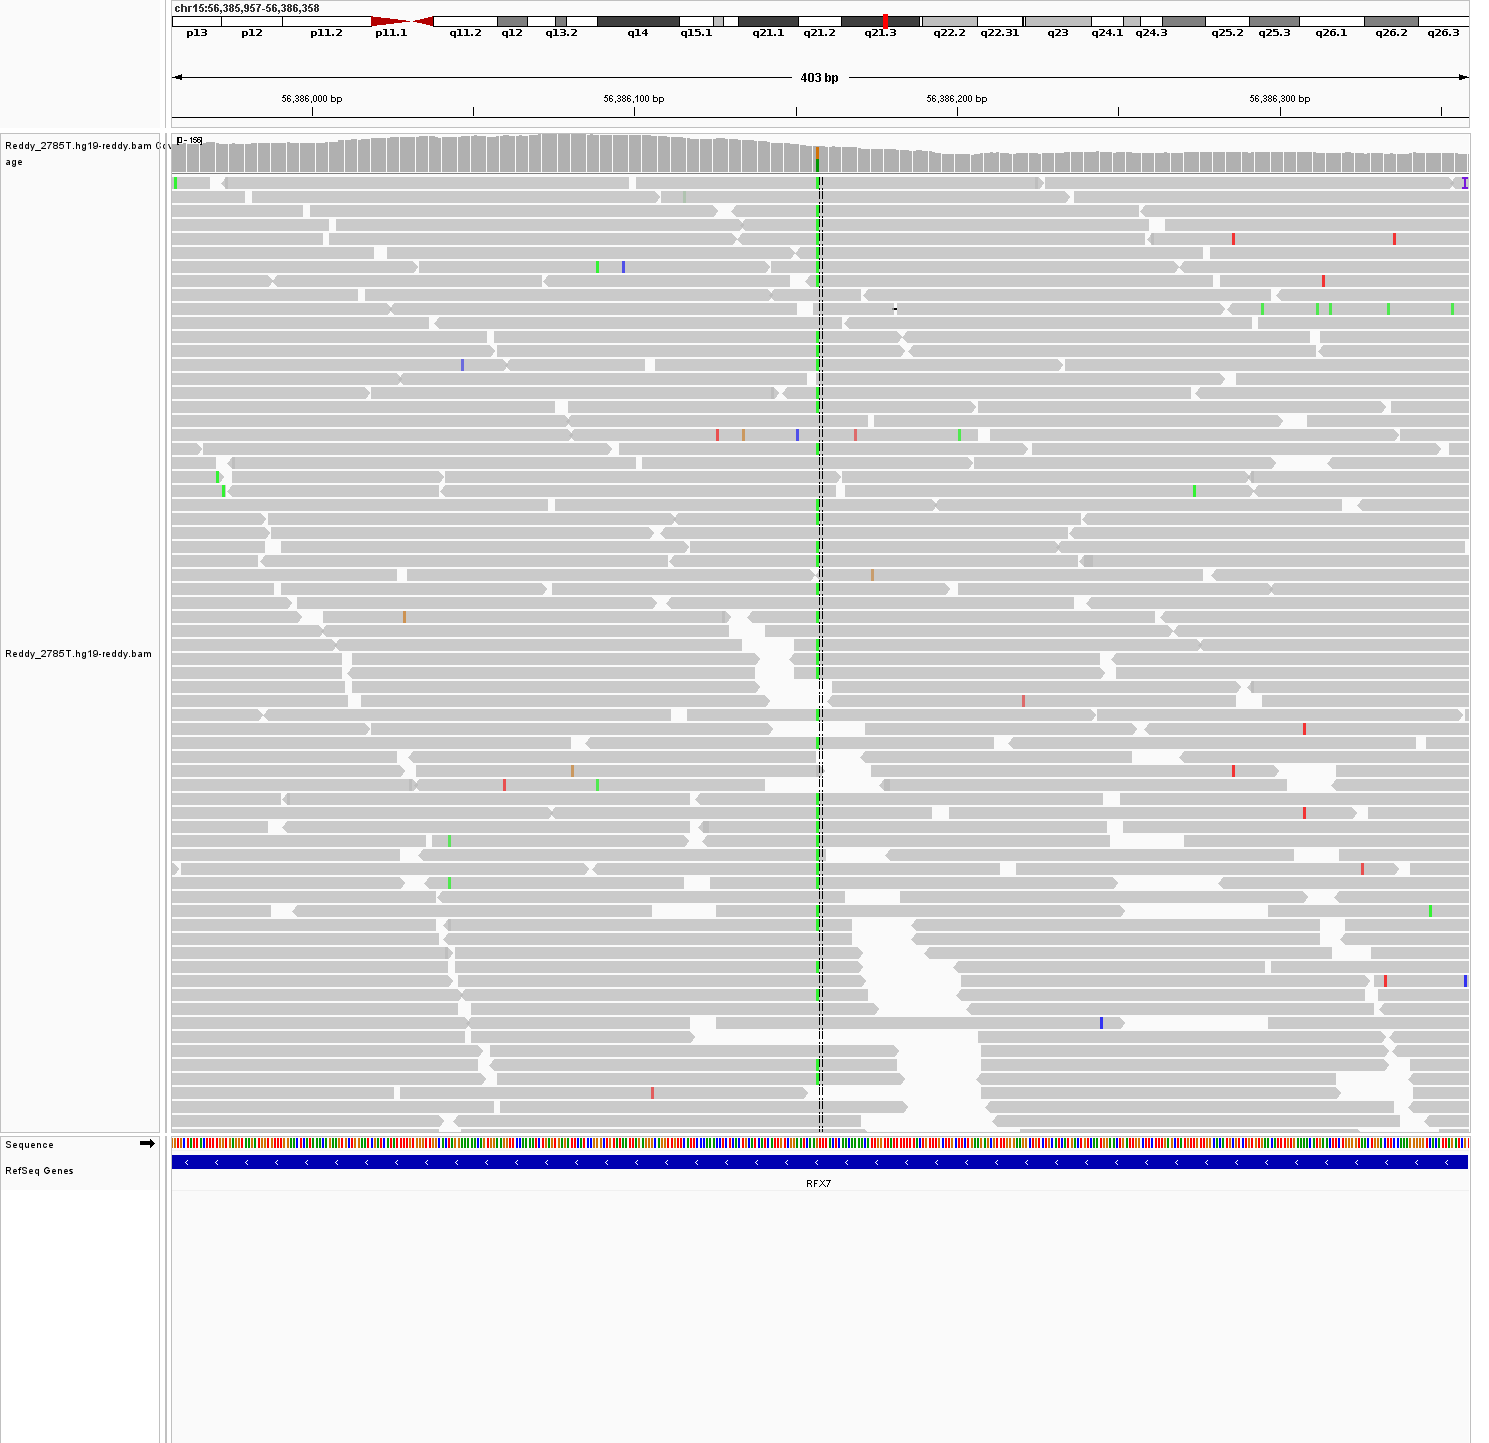 chr15:56,385,957-56,386,358
p13 p12 p11.2 p11.1 q11.2 q12 q13.2 q14 q15.1 q21.1 q21.2 q21.3 q22.2 q22.31 q23 q24.1 q24.3 q25.2 q25.3 q26.1 q26.2 q26.3
403 bp
56,386,000 bp 56,386,100 bp 56,386,200 bp 56,386,300 bp
Reddy_2785T.hg19-reddy.bam Cov
age
[0 - 156]
Reddy_2785T.hg19-reddy.bam
Sequence
RefSeq Genes
RFX7